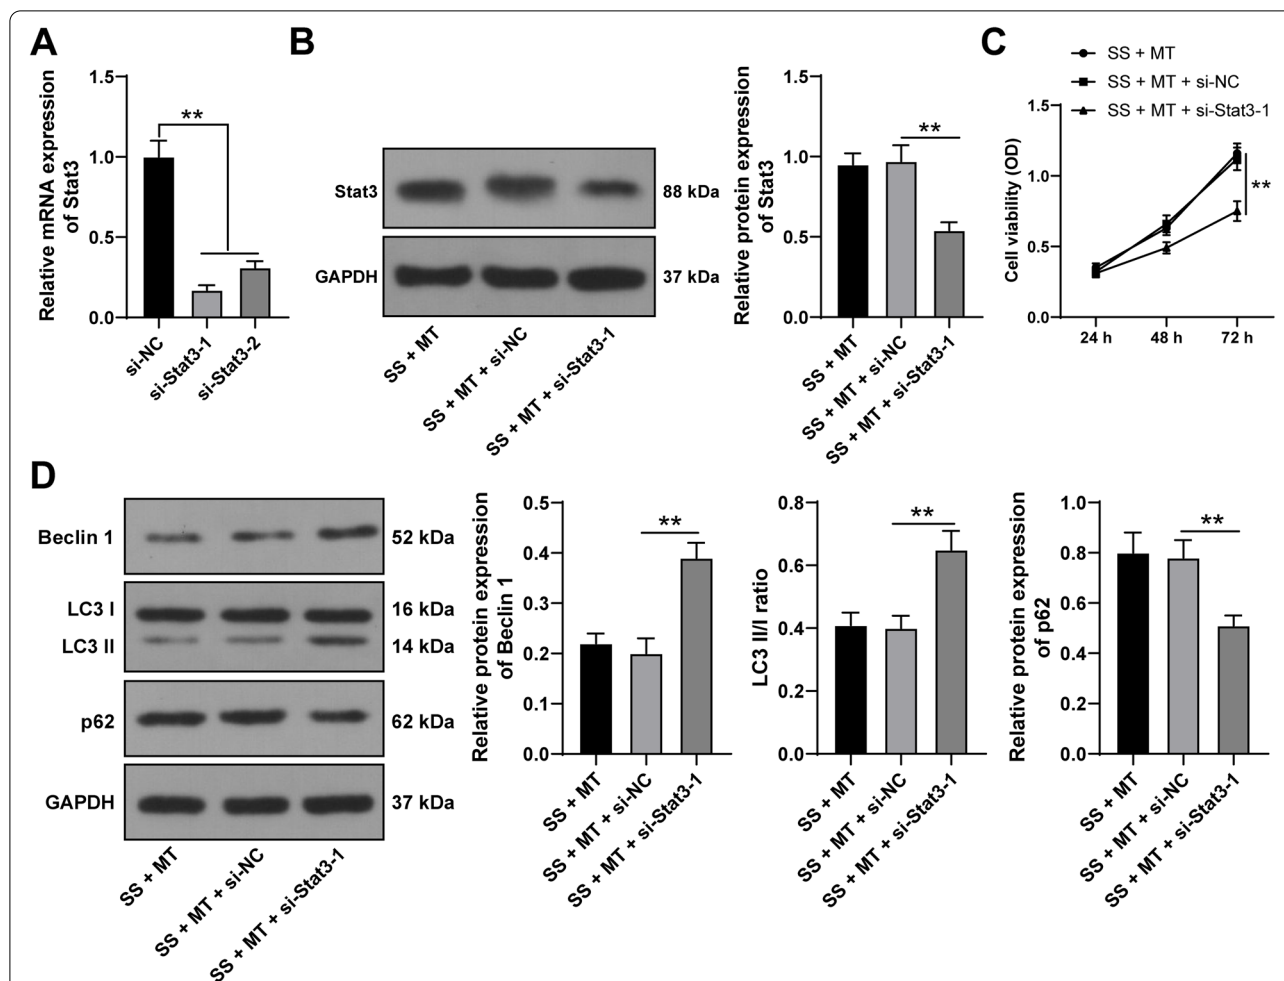 A
Relative mRNA expression
of Stat3
1.5
1.0
0.5
0.0
**
si-NC
si-Stat3-1
si-Stat3-2
B
Stat3
88 kDa
GAPDH
37 kDa
SS + MT
SS + MT + si-NC
SS + MT + si-Stat3-1
Relative protein expression
of Stat3
1.5
1.0
0.5
0.0
**
SS + MT
SS + MT + si-NC
SS + MT + si-Stat3-1
C
SS + MT
SS + MT + si-NC
SS + MT + si-Stat3-1
Cell viability (OD)
1.5
1.0
0.5
0.0
**
24 h
48 h
72 h
D
Beclin 1
52 kDa
LC3 I
16 kDa
LC3 II
14 kDa
p62
62 kDa
GAPDH
37 kDa
SS + MT
SS + MT + si-NC
SS + MT + si-Stat3-1
Relative protein expression
of Beclin 1
0.5
0.4
0.3
0.2
0.1
0.0
**
SS + MT
SS + MT + si-NC
SS + MT + si-Stat3-1
LC3 II/I ratio
0.8
0.6
0.4
0.2
0.0
**
SS + MT
SS + MT + si-NC
SS + MT + si-Stat3-1
Relative protein expression
of p62
1.0
0.8
0.6
0.4
0.2
0.0
**
SS + MT
SS + MT + si-NC
SS + MT + si-Stat3-1